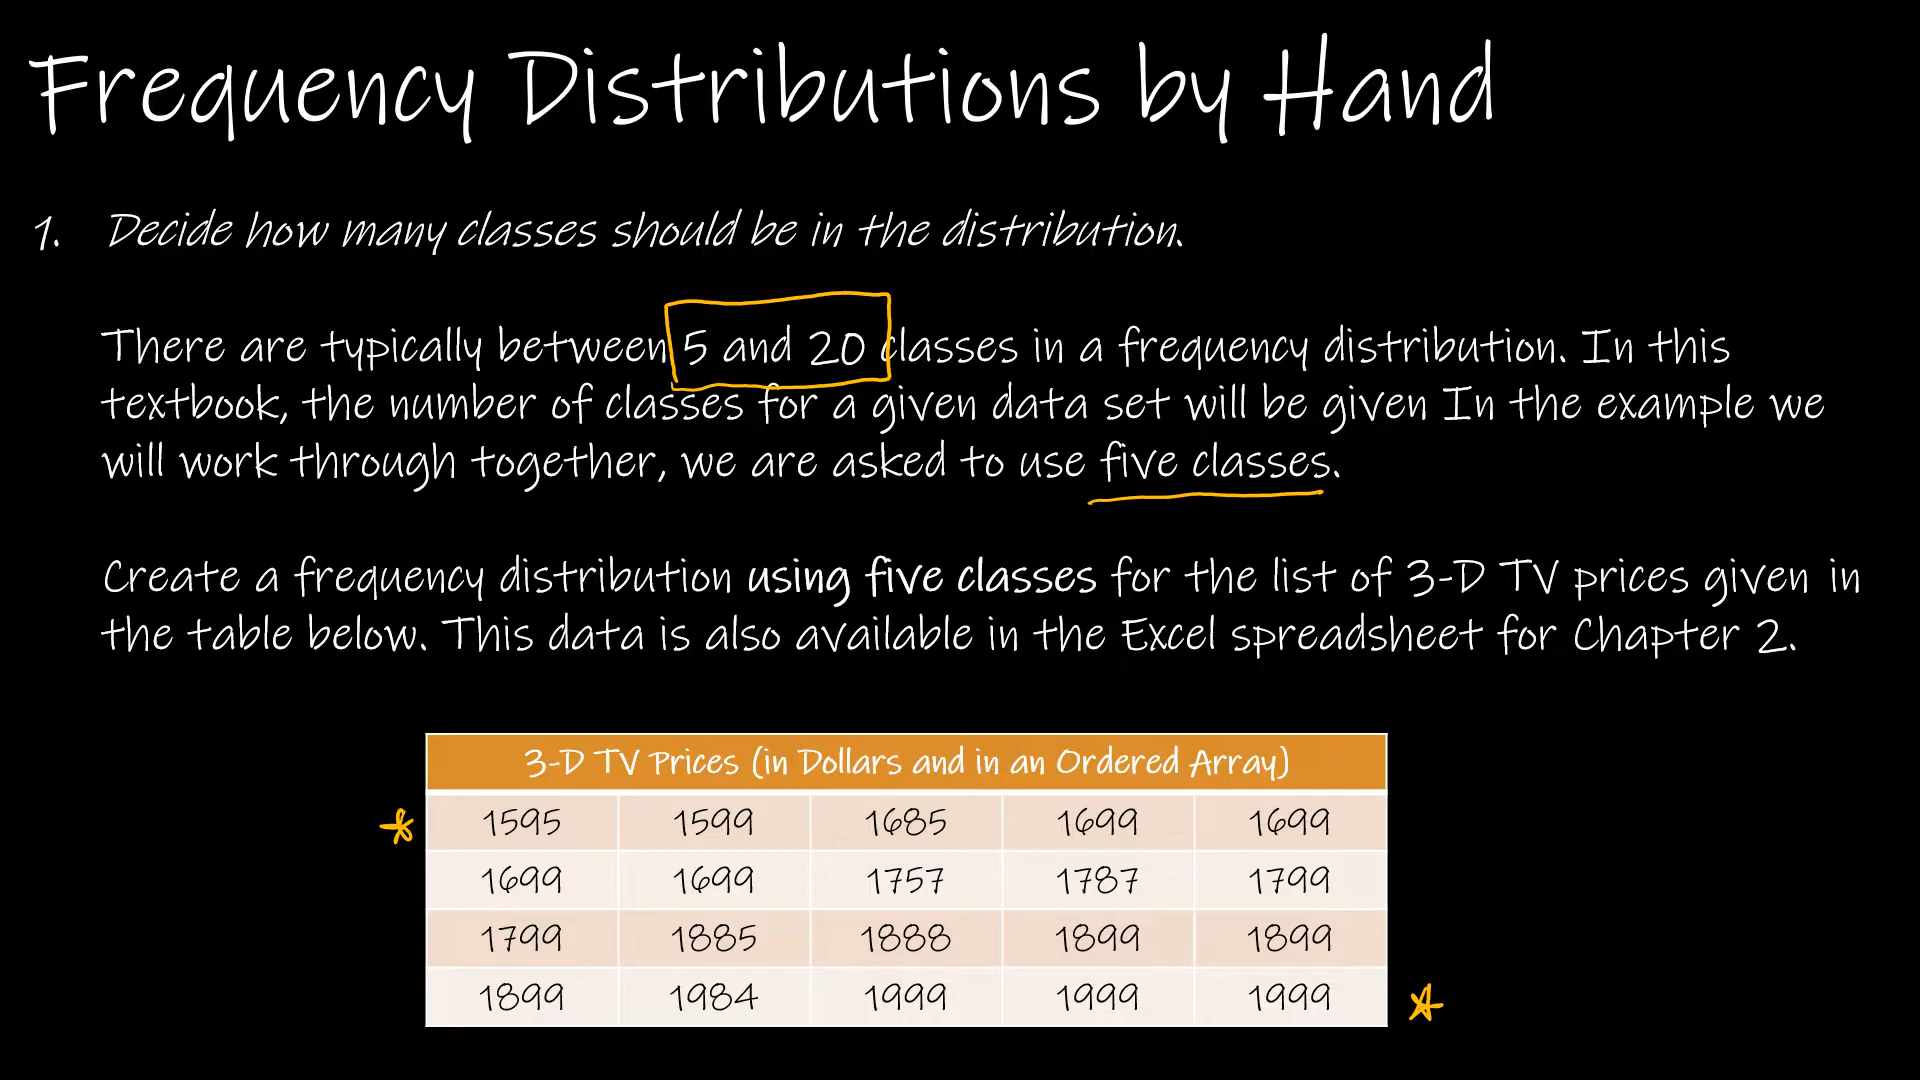 Frequency Distributions by Hand
1. Decide how many classes should be in the distribution.
There are typically between 5 and 20 classes in a frequency distribution. In this
textbook, the number of classes for a given data set will be given In the example we
will work through together, we are asked to use five classes.
Create a frequency distribution using five classes for the list of 3-D TV prices given in
the table below. This data is also available in the Excel spreadsheet for Chapter 2.
3-D TV Prices (in Dollars and in an Ordered Array)
1595 1599 1685 1699 1699
1699 1699 1757 1787 1799
1799 1885 1888 1899 1899
1899 1984 1999 1999 1999